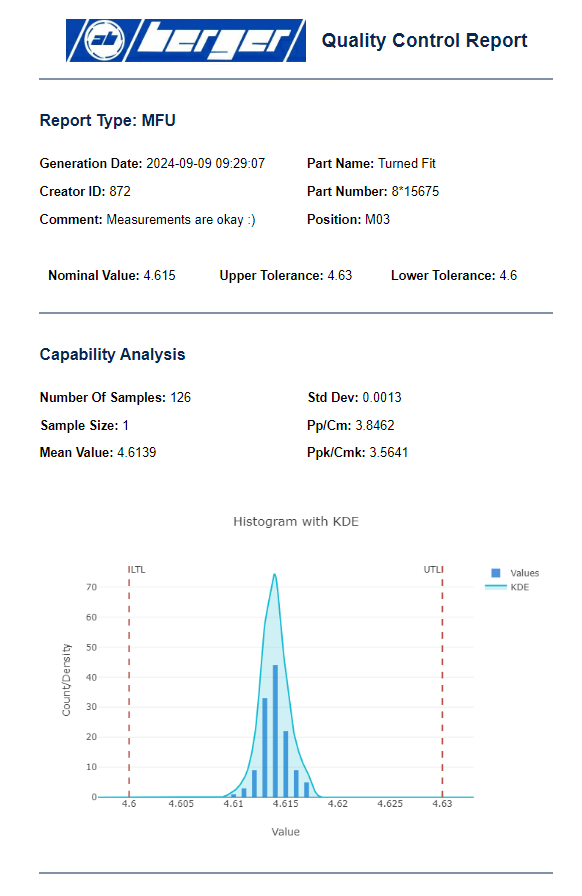 berger Quality Control Report
Report Type: MFU
Generation Date: 2024-09-09 09:29:07 Part Name: Turned Fit
Creator ID: 872 Part Number: 8*15675
Comment: Measurements are okay :) Position: M03
Nominal Value: 4.615 Upper Tolerance: 4.63 Lower Tolerance: 4.6
Capability Analysis
Number Of Samples: 126 Std Dev: 0.0013
Sample Size: 1 Pp/Cm: 3.8462
Mean Value: 4.6139 Ppk/Cmk: 3.5641
Histogram with KDE
LTL UTL Values
KDE
70
60
50
40
30
20
10
0
Count/Density
4.6 4.605 4.61 4.615 4.62 4.625 4.63
Value